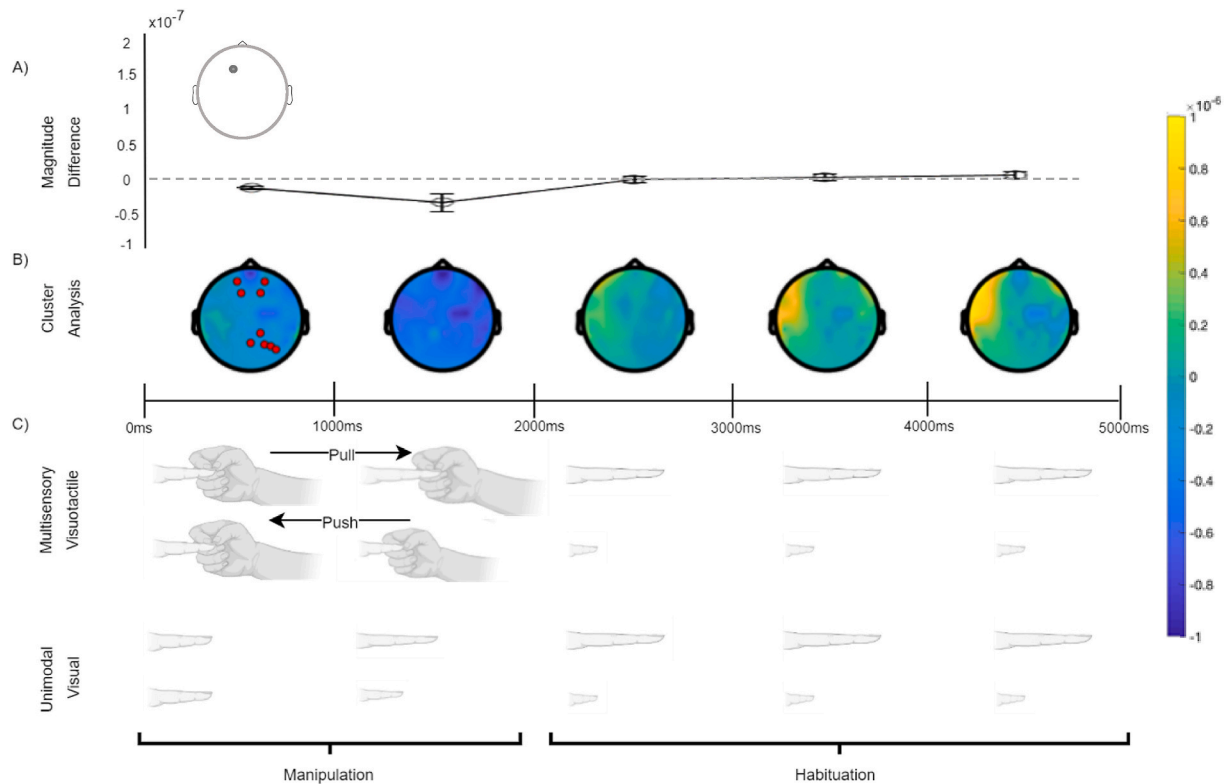 x10-7
2
A)
1.5
1
0.5
0
-0.5
-1
Magnitude
Difference
B)
Cluster
Analysis
x10-6
1
0.8
0.6
0.4
0.2
0
-0.2
-0.4
-0.6
-0.8
-1
0ms 1000ms 2000ms 3000ms 4000ms 5000ms
C)
Pull
Push
Multisensory
Visuotactile
Unimodal
Visual
Manipulation Habituation